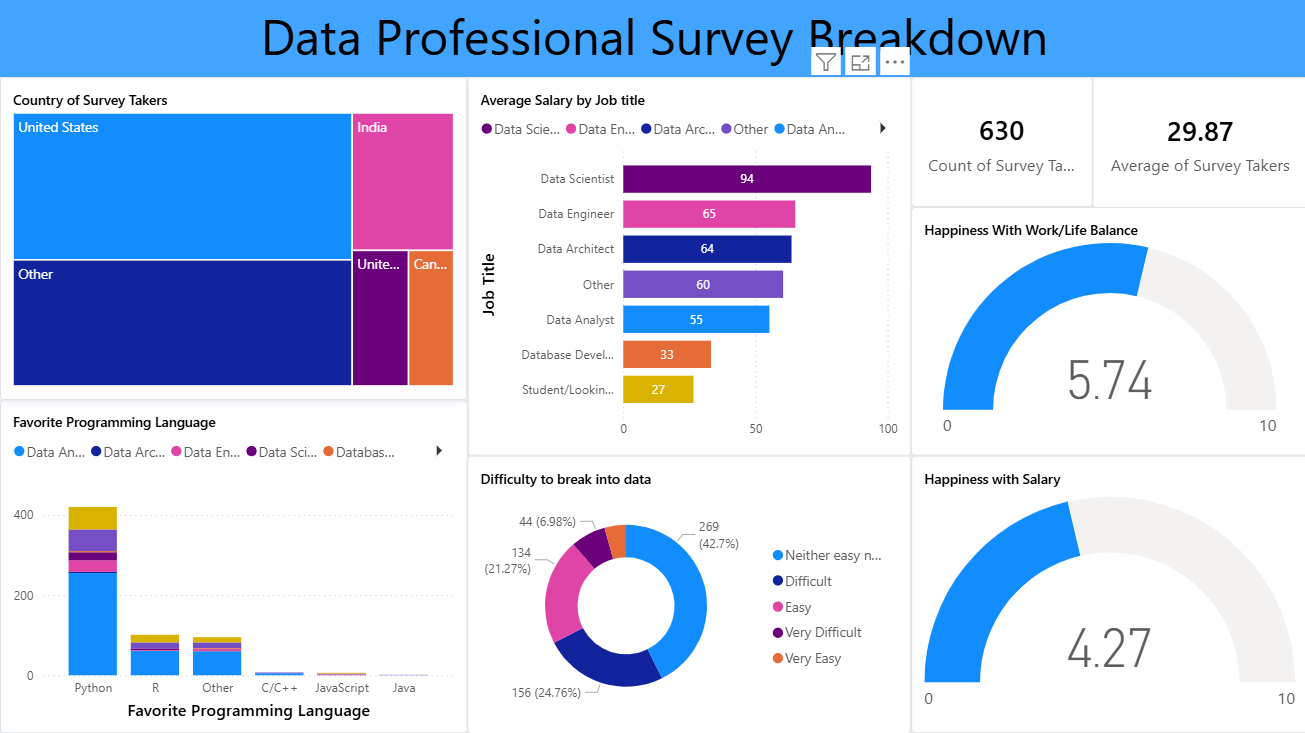 Data Professional Survey Breakdown
Country of Survey Takers
United States
India
Other
Unite...
Can...
Average Salary by Job title
Data Scie...
Data En...
Data Arc...
Other
Data An...
Job Title
Data Scientist
94
Data Engineer
65
Data Architect
64
Other
60
Data Analyst
55
Database Devel...
33
Student/Lookin...
27
0
50
100
630
Count of Survey Ta...
29.87
Average of Survey Takers
Happiness With Work/Life Balance
5.74
0
10
Favorite Programming Language
Data An...
Data Arc...
Data En...
Data Sci...
Databas...
400
200
0
Python
R
Other
C/C++
JavaScript
Java
Favorite Programming Language
Difficulty to break into data
44 (6.98%)
269
(42.7%)
134
(21.27%)
156 (24.76%)
Neither easy n...
Difficult
Easy
Very Difficult
Very Easy
Happiness with Salary
4.27
0
10